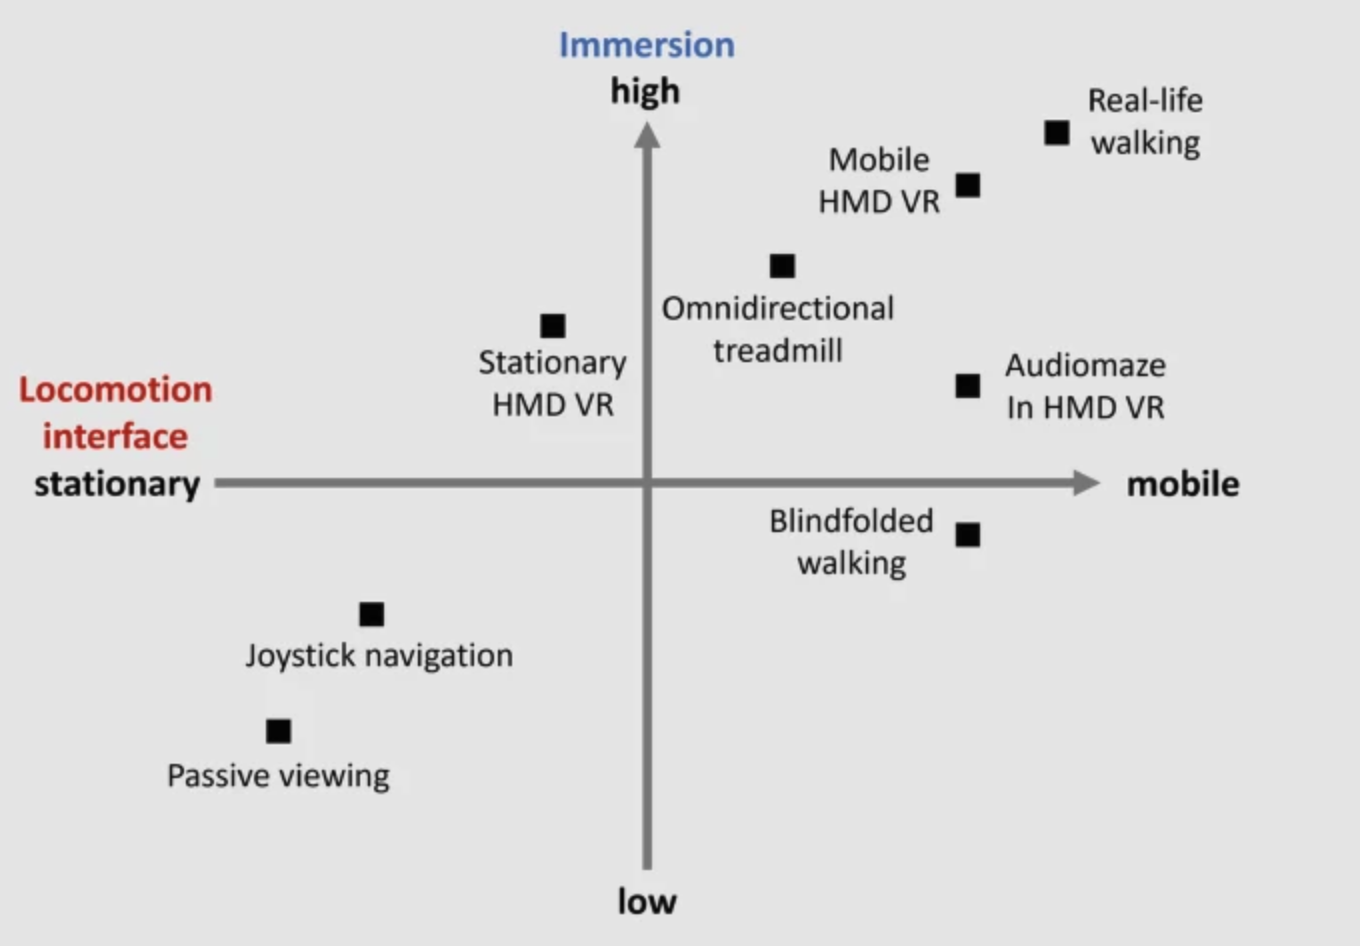 Immersion
high
Real-life
walking
Mobile
HMD VR
Omnidirectional
treadmill
Stationary
HMD VR
Audiomaze
In HMD VR
Locomotion
interface
stationary
mobile
Blindfolded
walking
Joystick navigation
Passive viewing
low